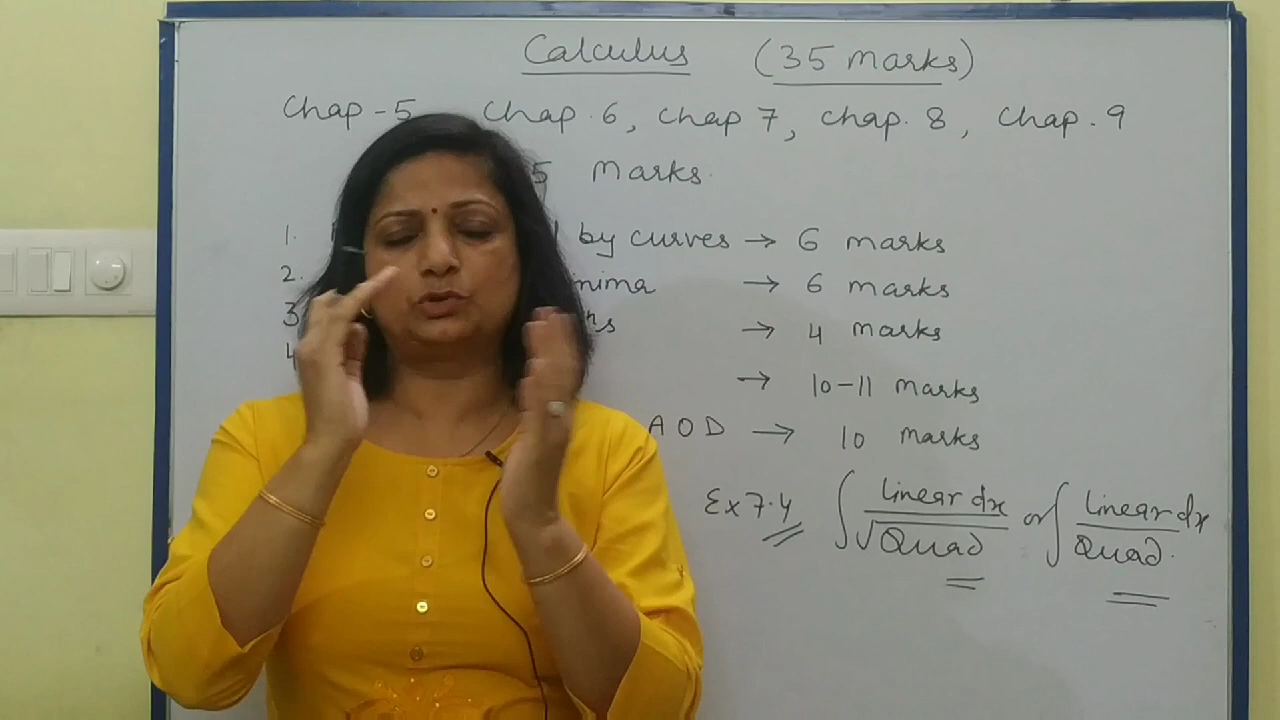 Calculus (35 marks)
Chap-5 Chap. 6, Chap 7, Chap. 8, Chap. 9
5 Marks
1. by curves → 6 marks
2. nima → 6 marks
3 ns → 4 marks
4 → 10-11 marks
AOD → 10 marks
Ex 7.4 ∫ linear dx / √Quad or ∫ linear dx / Quad.